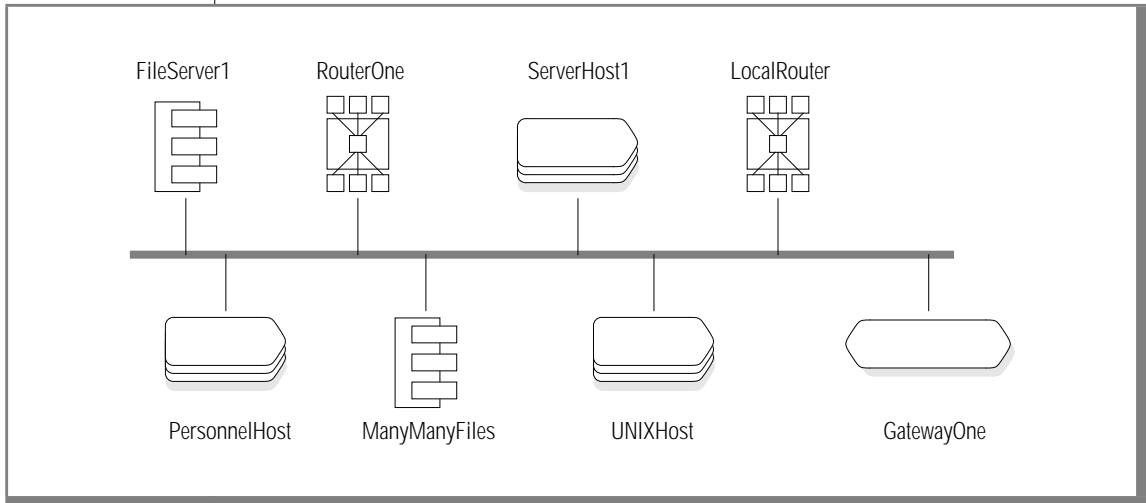 FileServer1 RouterOne ServerHost1 LocalRouter
PersonnelHost ManyManyFiles UNIXHost GatewayOne